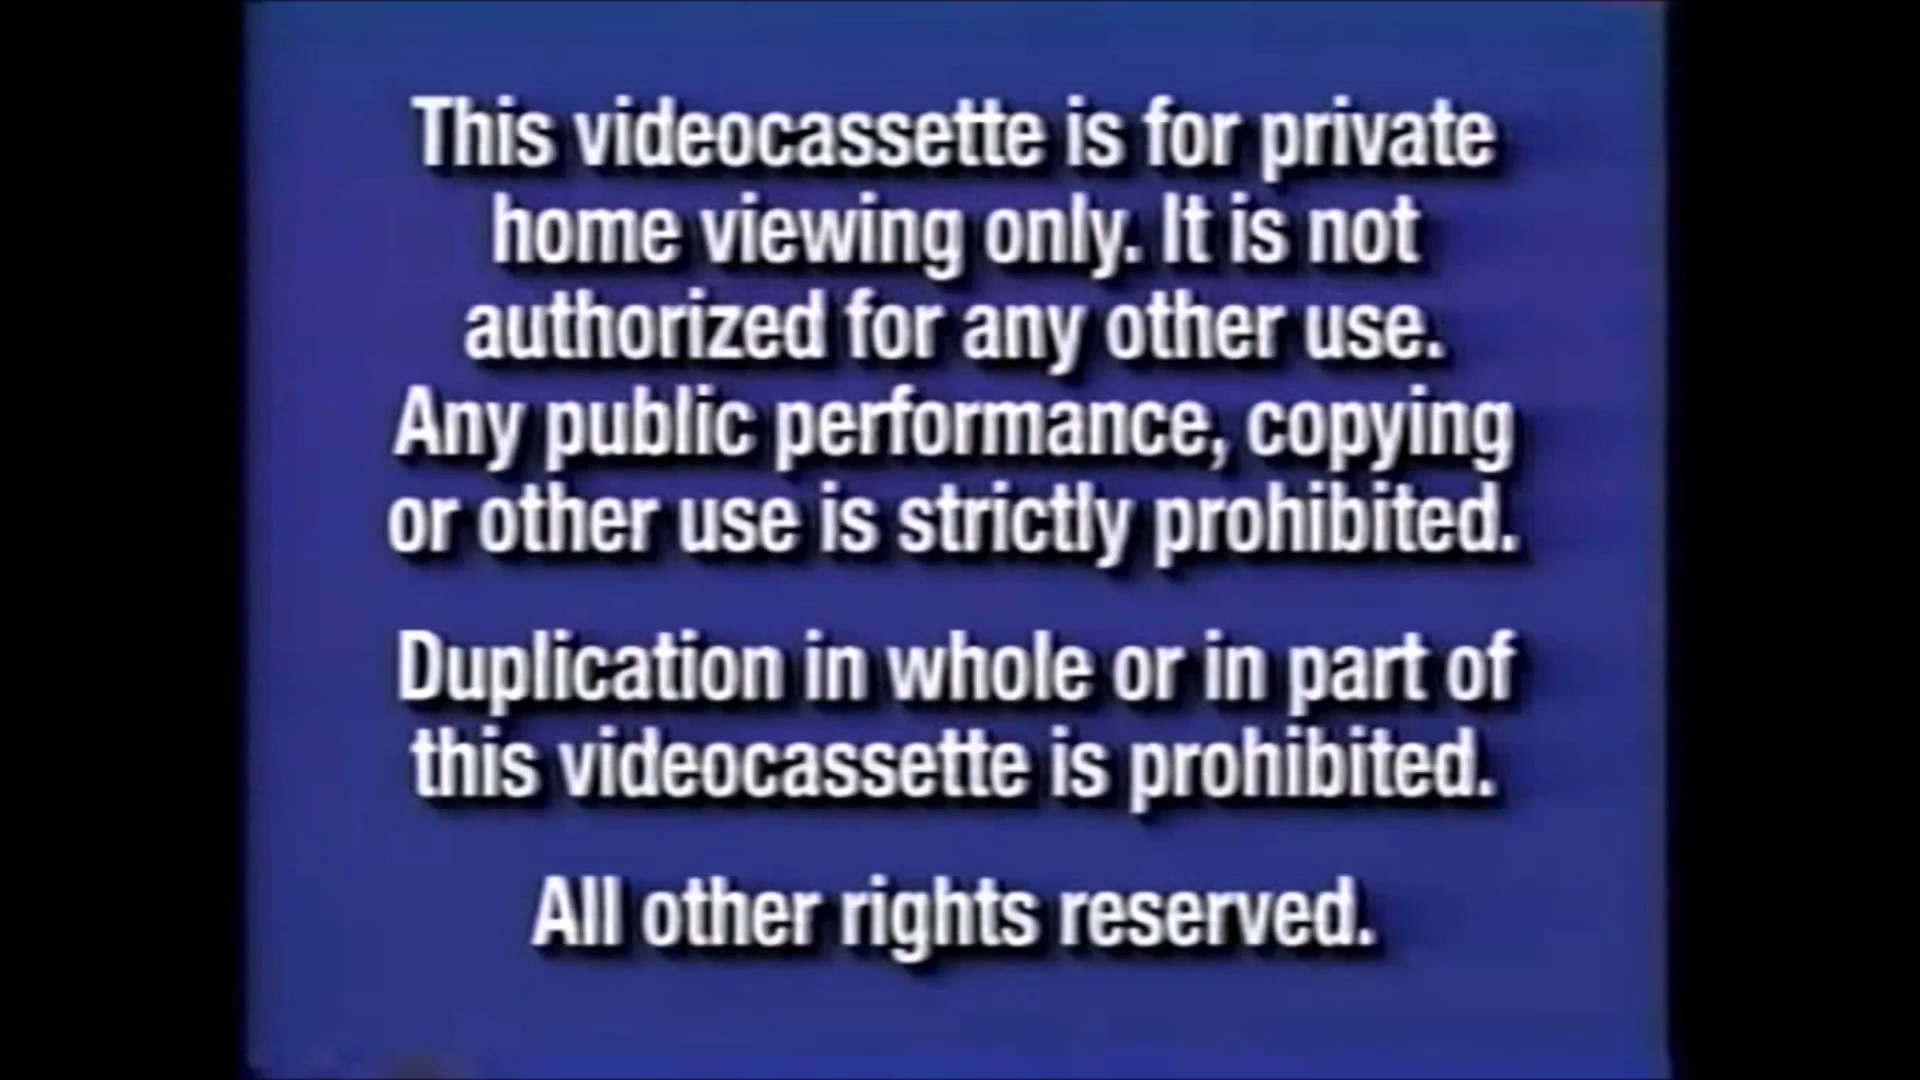 This videocassette is for private
home viewing only. It is not
authorized for any other use.
Any public performance, copying
or other use is strictly prohibited.
Duplication in whole or in part of
this videocassette is prohibited.
All other rights reserved.